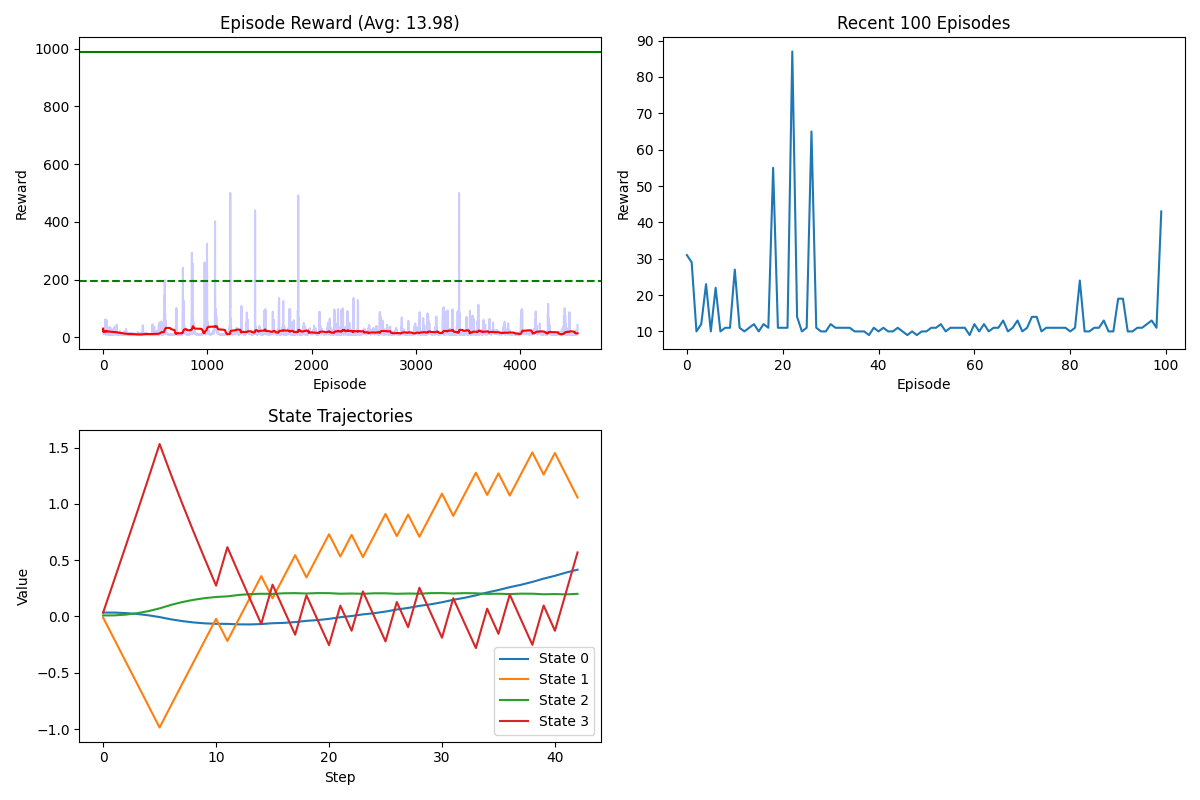 Episode Reward (Avg: 13.98)
Reward
1000
800
600
400
200
0
0 1000 2000 3000 4000
Episode
Recent 100 Episodes
Reward
90
80
70
60
50
40
30
20
10
0 20 40 60 80 100
Episode
State Trajectories
Value
1.5
1.0
0.5
0.0
−0.5
−1.0
State 0
State 1
State 2
State 3
0 10 20 30 40
Step